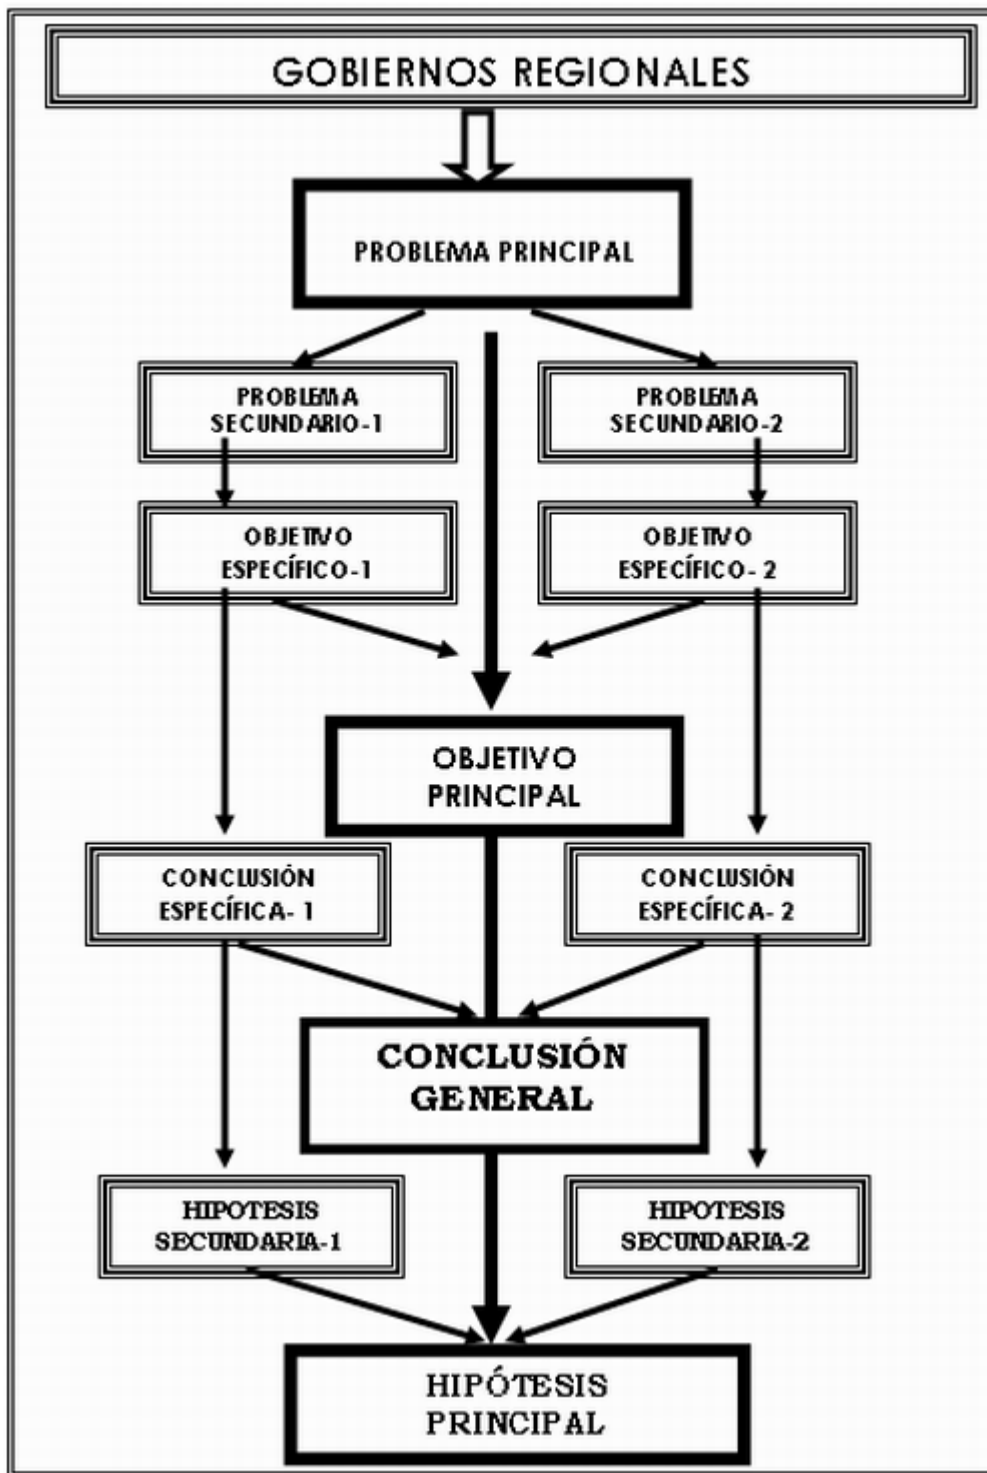 GOBIERNOS REGIONALES
PROBLEMA PRINCIPAL
PROBLEMA
SECUNDARIO-1
PROBLEMA
SECUNDARIO-2
OBJETIVO
ESPECÍFICO-1
OBJETIVO
ESPECÍFICO- 2
OBJETIVO
PRINCIPAL
CONCLUSIÓN
ESPECÍFICA- 1
CONCLUSIÓN
ESPECÍFICA- 2
CONCLUSIÓN
GENERAL
HIPOTESIS
SECUNDARIA-1
HIPOTESIS
SECUNDARIA-2
HIPÓTESIS
PRINCIPAL